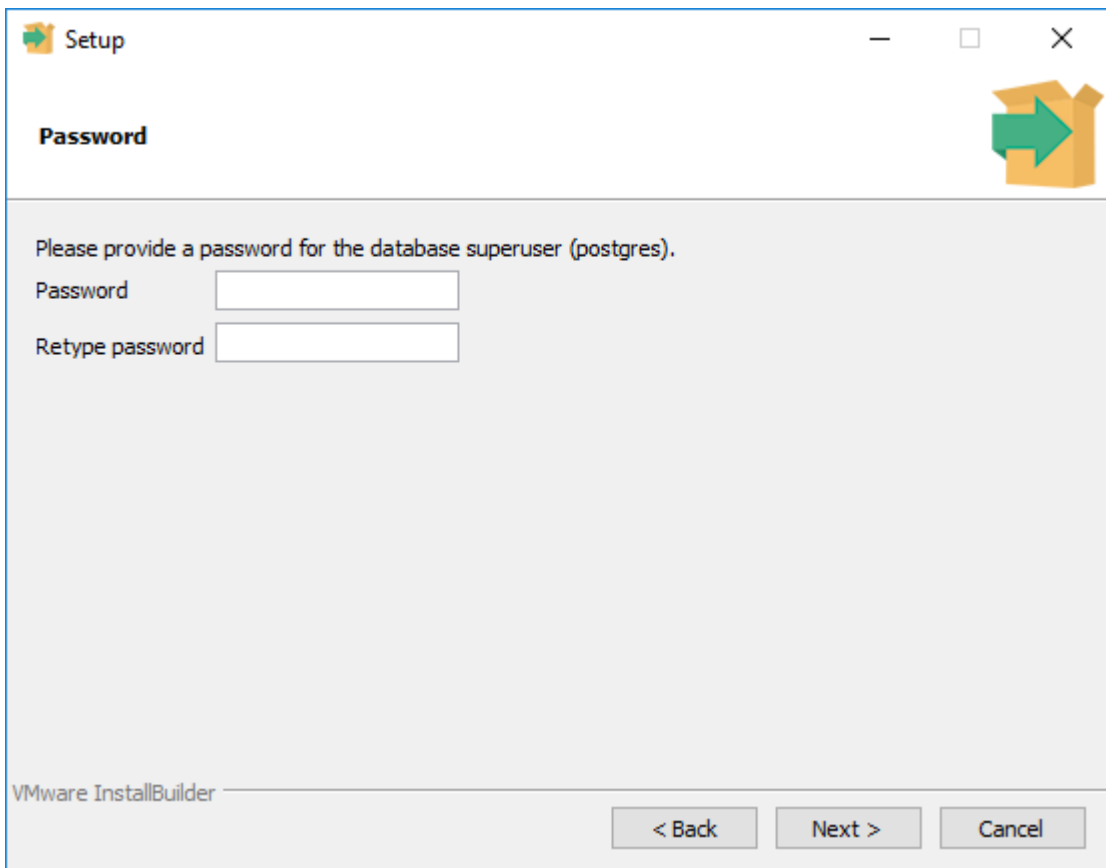 Setup
Password
Please provide a password for the database superuser (postgres).
Password
Retype password
VMware InstallBuilder
< Back Next > Cancel